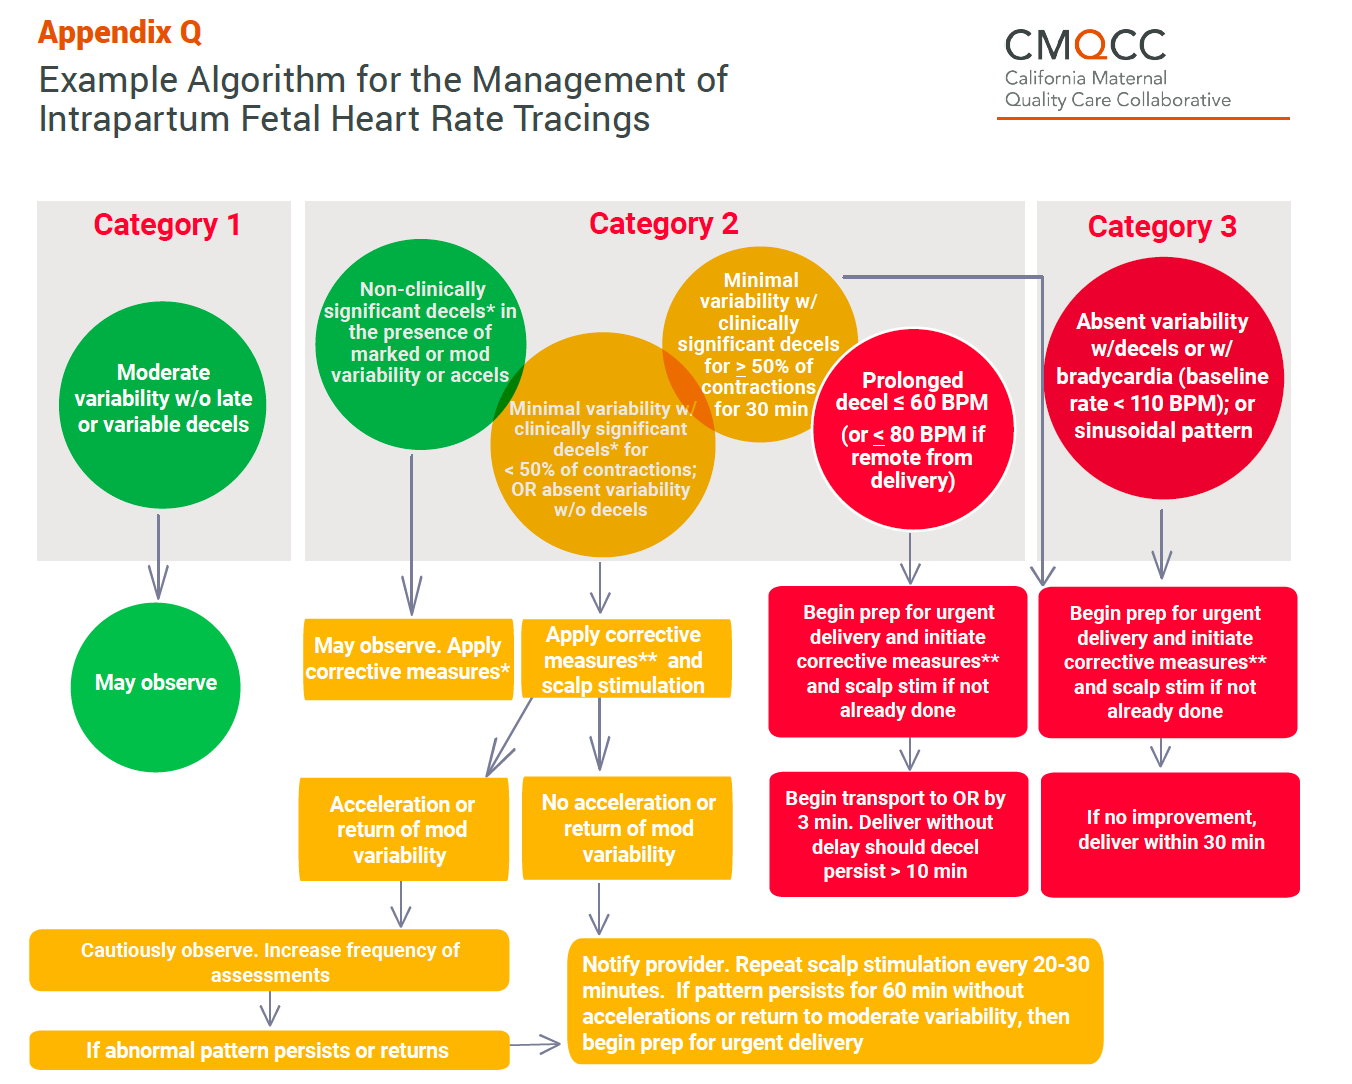 Appendix Q
Example Algorithm for the Management of
Intrapartum Fetal Heart Rate Tracings
CMQCC
California Maternal
Quality Care Collaborative
Category 1
Moderate
variability w/o late
or variable decels
May observe
Category 2
Non-clinically
significant decels* in
the presence of
marked or mod
variability or accels
Minimal variability w/
clinically significant
decels* for
< 50% of contractions;
OR absent variability
w/o decels
Minimal
variability w/
clinically
significant decels
for ≥ 50% of
contractions
for 30 min
Prolonged
decel ≤ 60 BPM
(or ≤ 80 BPM if
remote from
delivery)
Category 3
Absent variability
w/decels or w/
bradycardia (baseline
rate < 110 BPM); or
sinusoidal pattern
May observe. Apply
corrective measures*
Apply corrective
measures** and
scalp stimulation
Begin prep for urgent
delivery and initiate
corrective measures**
and scalp stim if not
already done
Begin prep for urgent
delivery and initiate
corrective measures**
and scalp stim if not
already done
Acceleration or
return of mod
variability
No acceleration or
return of mod
variability
Begin transport to OR by
3 min. Deliver without
delay should decel
persist > 10 min
If no improvement,
deliver within 30 min
Cautiously observe. Increase frequency of
assessments
If abnormal pattern persists or returns
Notify provider. Repeat scalp stimulation every 20-30
minutes. If pattern persists for 60 min without
accelerations or return to moderate variability, then
begin prep for urgent delivery